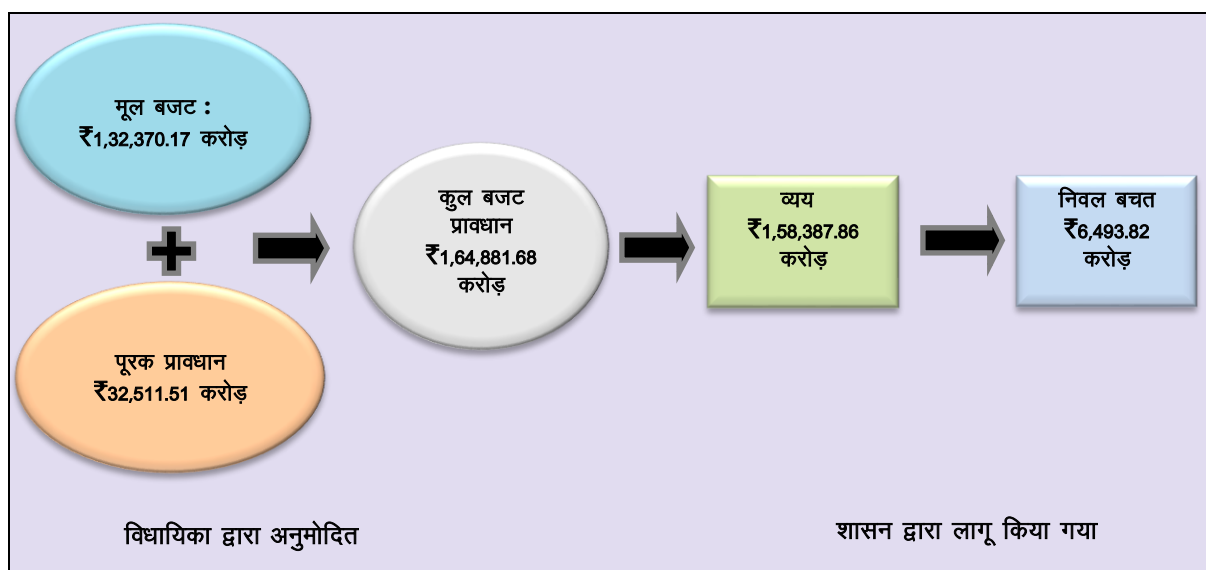 मूल बजट :
₹1,32,370.17 करोड़
पूरक प्रावधान
₹32,511.51 करोड़
कुल बजट
प्रावधान
₹1,64,881.68
करोड़
व्यय
₹1,58,387.86
करोड़
निवल बचत
₹6,493.82
करोड़
विधायिका द्वारा अनुमोदित
शासन द्वारा लागू किया गया